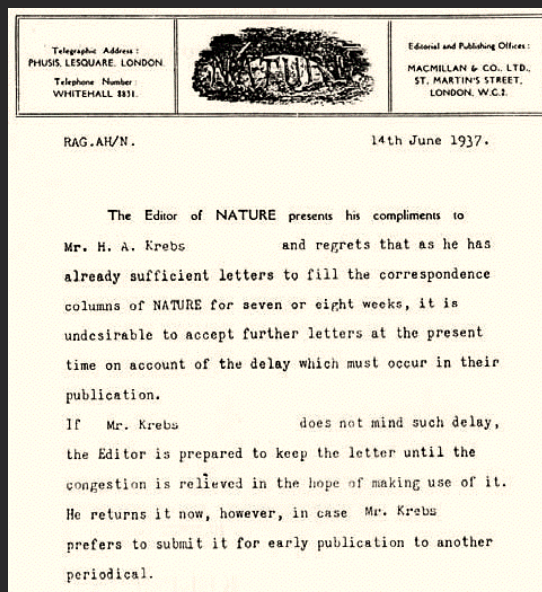 Telegraphic Address:
PHUSIS, LESQUARE, LONDON.
Telephone Number:
WHITEHALL 8831.
NATURE
Editorial and Publishing Offices:
MACMILLAN & CO., LTD.,
ST. MARTIN'S STREET,
LONDON, W.C.2.
RAG.AH/N.
14th June 1937.
The Editor of NATURE presents his compliments to
Mr. H. A. Krebs and regrets that as he has
already sufficient letters to fill the correspondence
columns of NATURE for seven or eight weeks, it is
undesirable to accept further letters at the present
time on account of the delay which must occur in their
publication.
If Mr. Krebs does not mind such delay,
the Editor is prepared to keep the letter until the
congestion is relieved in the hope of making use of it.
He returns it now, however, in case Mr. Krebs
prefers to submit it for early publication to another
periodical.